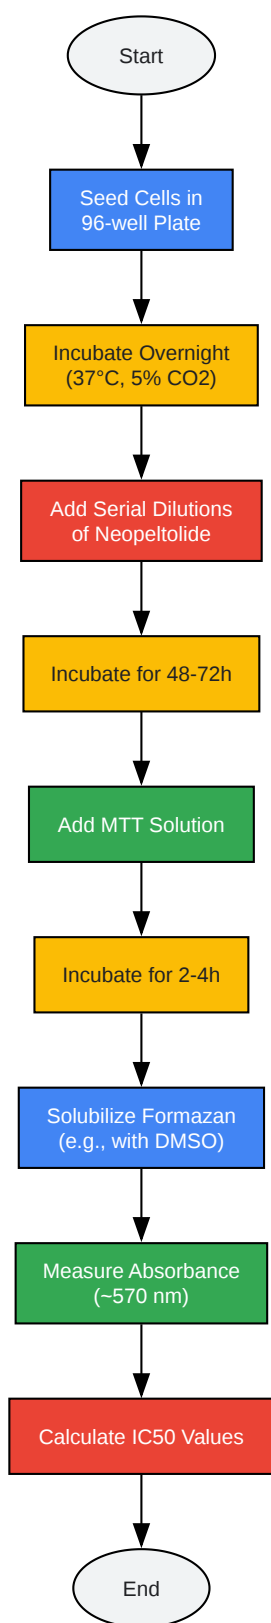 Start
Seed Cells in
96-well Plate
Incubate Overnight
(37°C, 5% CO2)
Add Serial Dilutions
of Neopeltolide
Incubate for 48-72h
Add MTT Solution
Incubate for 2-4h
Solubilize Formazan
(e.g., with DMSO)
Measure Absorbance
(~570 nm)
Calculate IC50 Values
End